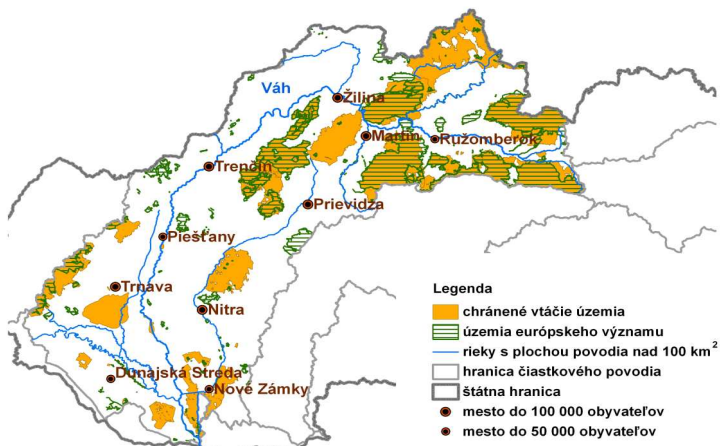 Váh
Žilina
Martin
Ružomberok
Trenčín
Prievidza
Piešťany
Trnava
Nitra
Dunajská Streda
Nové Zámky
Legenda
chránené vtáčie územia
územia európskeho významu
rieky s plochou povodia nad 100 km²
hranica čiastkového povodia
štátna hranica
mesto do 100 000 obyvateľov
mesto do 50 000 obyvateľov